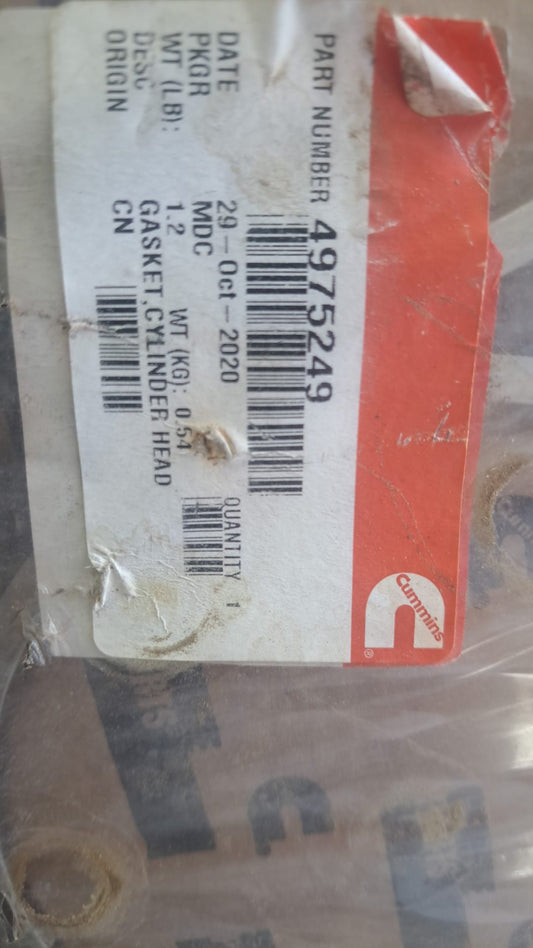 Cummins
®
PART NUMBER 4975249
DATE 29-Oct-2020
PKGR MDC
WT (LB): 1.2 WT (KG): 0.54
DESC GASKET,CYLINDER HEAD
ORIGIN CN
QUANTITY 1
Cummins